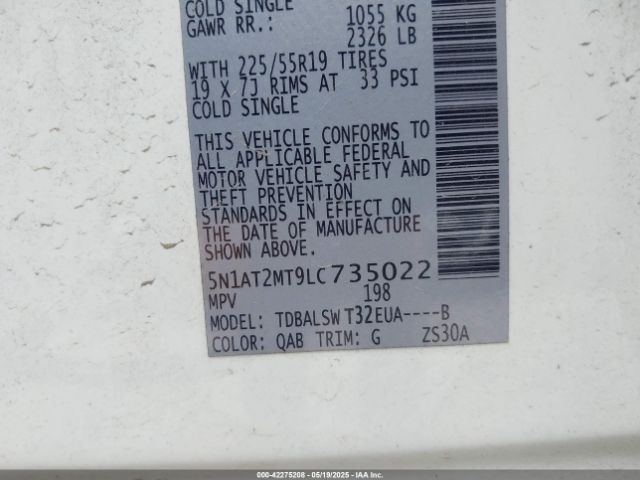 COLD SINGLE
GAWR RR.: 1055 KG
2326 LB
WITH 225/55R19 TIRES
19 X 7J RIMS AT 33 PSI
COLD SINGLE
THIS VEHICLE CONFORMS TO
ALL APPLICABLE FEDERAL
MOTOR VEHICLE SAFETY AND
THEFT PREVENTION
STANDARDS IN EFFECT ON
THE DATE OF MANUFACTURE
SHOWN ABOVE.
5N1AT2MT9LC735022
MPV 198
MODEL: TDBALSWT32EUA----B
COLOR: QAB TRIM: G ZS30A
000-42275208 - 05/19/2025 - IAA Inc.